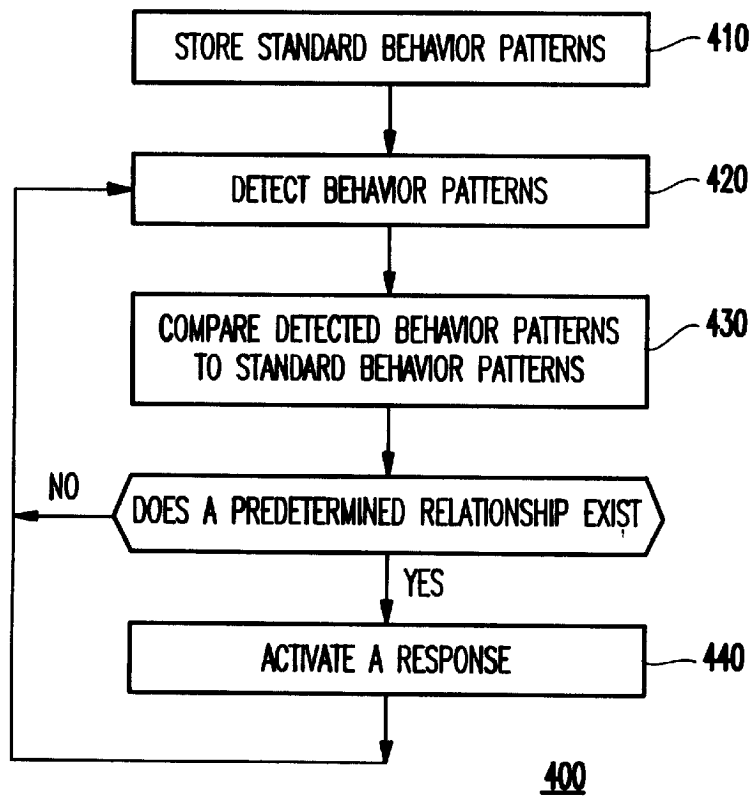 STORE STANDARD BEHAVIOR PATTERNS
410
DETECT BEHAVIOR PATTERNS
420
COMPARE DETECTED BEHAVIOR PATTERNS
TO STANDARD BEHAVIOR PATTERNS
430
NO
DOES A PREDETERMINED RELATIONSHIP EXIST
YES
ACTIVATE A RESPONSE
440
400